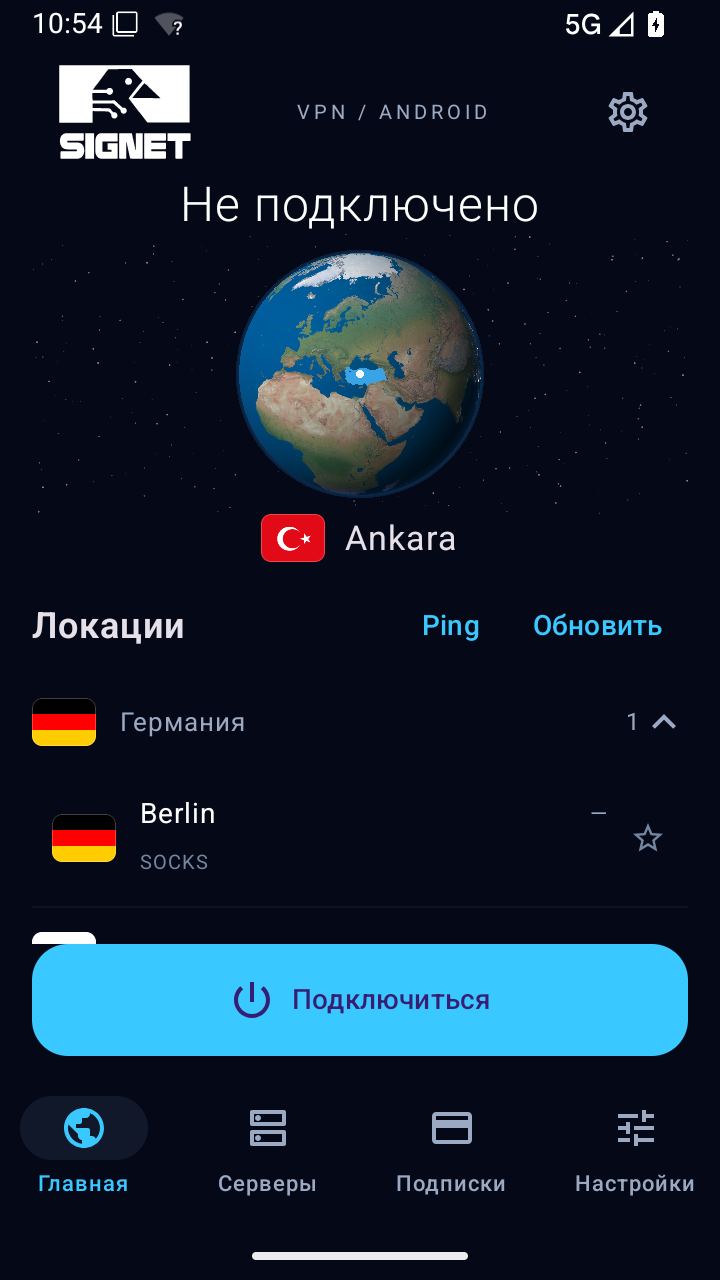 10:54
5G
SIGNET
VPN / ANDROID
Не подключено
Ankara
Локации
Ping
Обновить
Германия
1
Berlin
–
SOCKS
Подключиться
Главная
Серверы
Подписки
Настройки